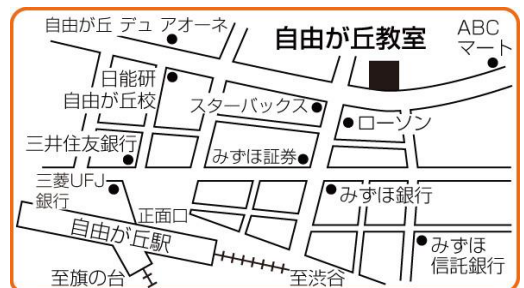 自由が丘 デュ アオーネ
自由が丘教室
ABC
マート
日能研
自由が丘校
スターバックス
ローソン
三井住友銀行
みずほ証券
三菱UFJ
銀行
みずほ銀行
正面口
自由が丘駅
みずほ
信託銀行
至旗の台
至渋谷